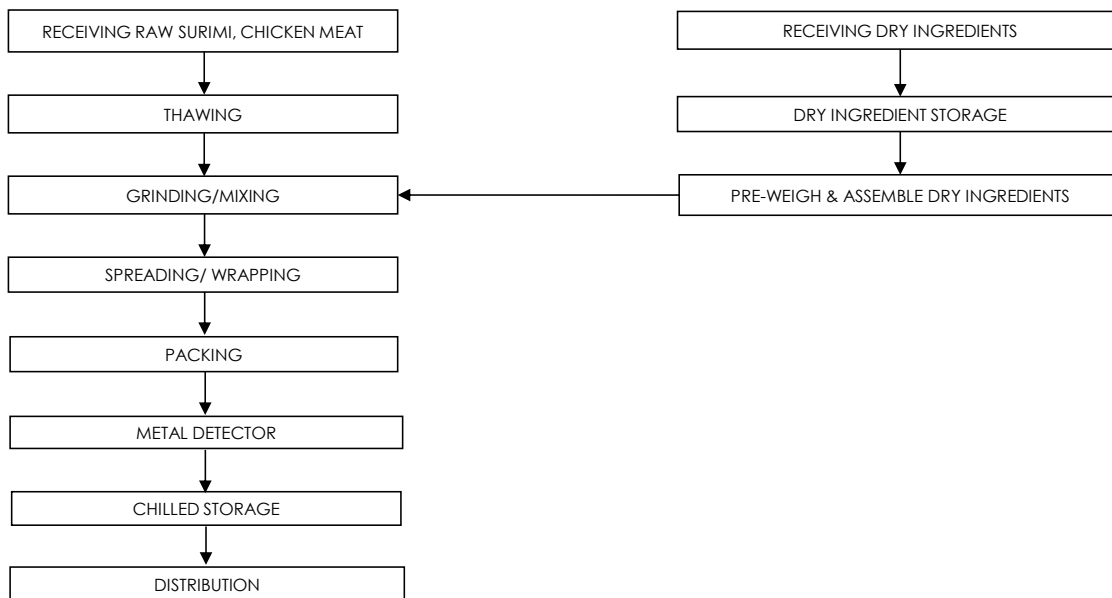 RECEIVING RAW SURIMI, CHICKEN MEAT
THAWING
GRINDING/MIXING
SPREADING/ WRAPPING
PACKING
METAL DETECTOR
CHILLED STORAGE
DISTRIBUTION
RECEIVING DRY INGREDIENTS
DRY INGREDIENT STORAGE
PRE-WEIGH & ASSEMBLE DRY INGREDIENTS